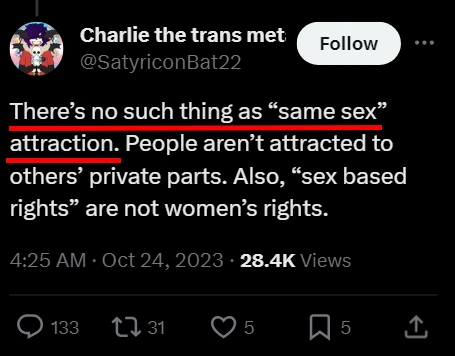 Charlie the trans met
Follow
@SatyriconBat22
There’s no such thing as “same sex”
attraction. People aren’t attracted to
others’ private parts. Also, “sex based
rights” are not women’s rights.
4:25 AM · Oct 24, 2023 · 28.4K Views
133
31
5
5